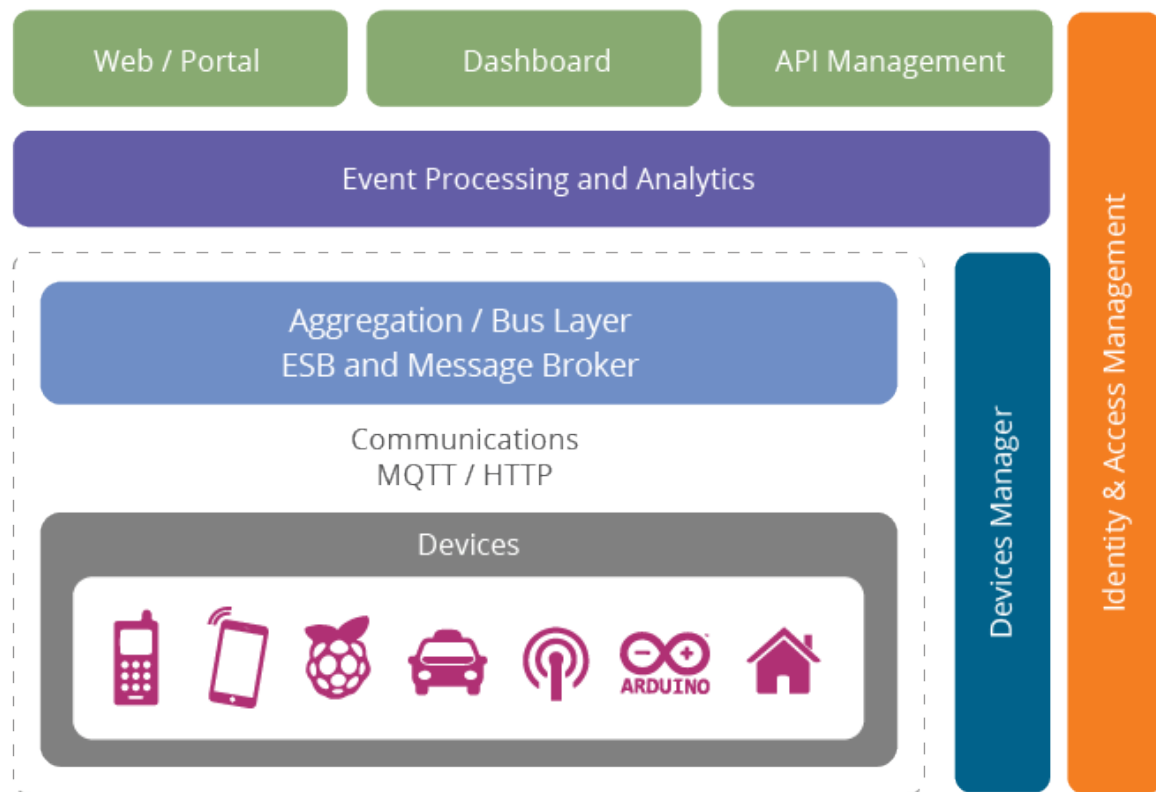 Web / Portal
Dashboard
API Management
Event Processing and Analytics
Aggregation / Bus Layer
ESB and Message Broker
Communications
MQTT / HTTP
Devices
ARDUINO
Devices Manager
Identity & Access Management